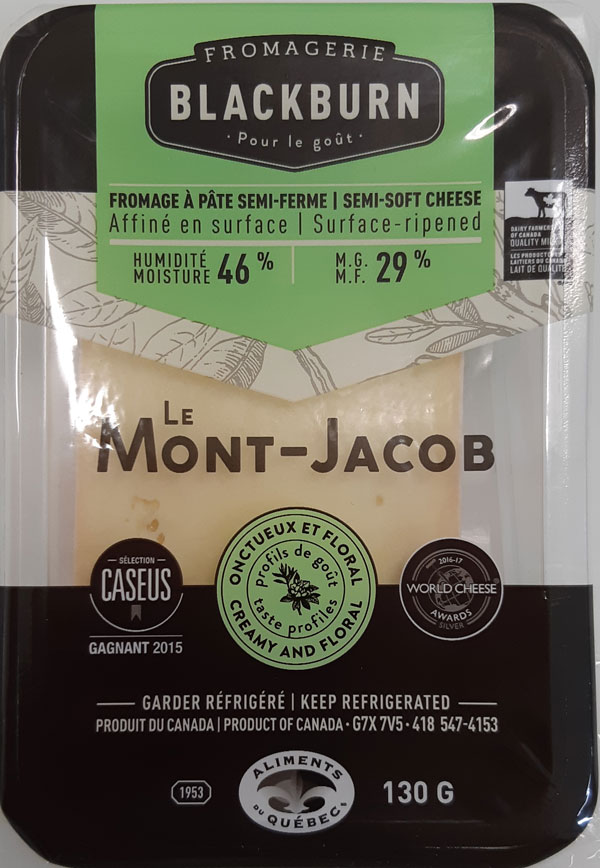 FROMAGERIE
BLACKBURN
· Pour le goût ·
FROMAGE À PÂTE SEMI-FERME | SEMI-SOFT CHEESE
Affiné en surface | Surface-ripened
HUMIDITÉ
MOISTURE 46 %
M.G.
M.F. 29 %
DAIRY FARMERS
OF CANADA
QUALITY MILK
LES PRODUCTEURS
LAITIERS DU CANADA
LAIT DE QUALITÉ
LE
MONT-JACOB
SÉLECTION
CASEUS
GAGNANT 2015
ONCTUEUX ET FLORAL
profils de goût
taste profiles
CREAMY AND FLORAL
2016-17
WORLD CHEESE
AWARDS
SILVER
GARDER RÉFRIGÉRÉ | KEEP REFRIGERATED
PRODUIT DU CANADA | PRODUCT OF CANADA · G7X 7V5 · 418 547-4153
1953
ALIMENTS
DU QUÉBEC
130 G